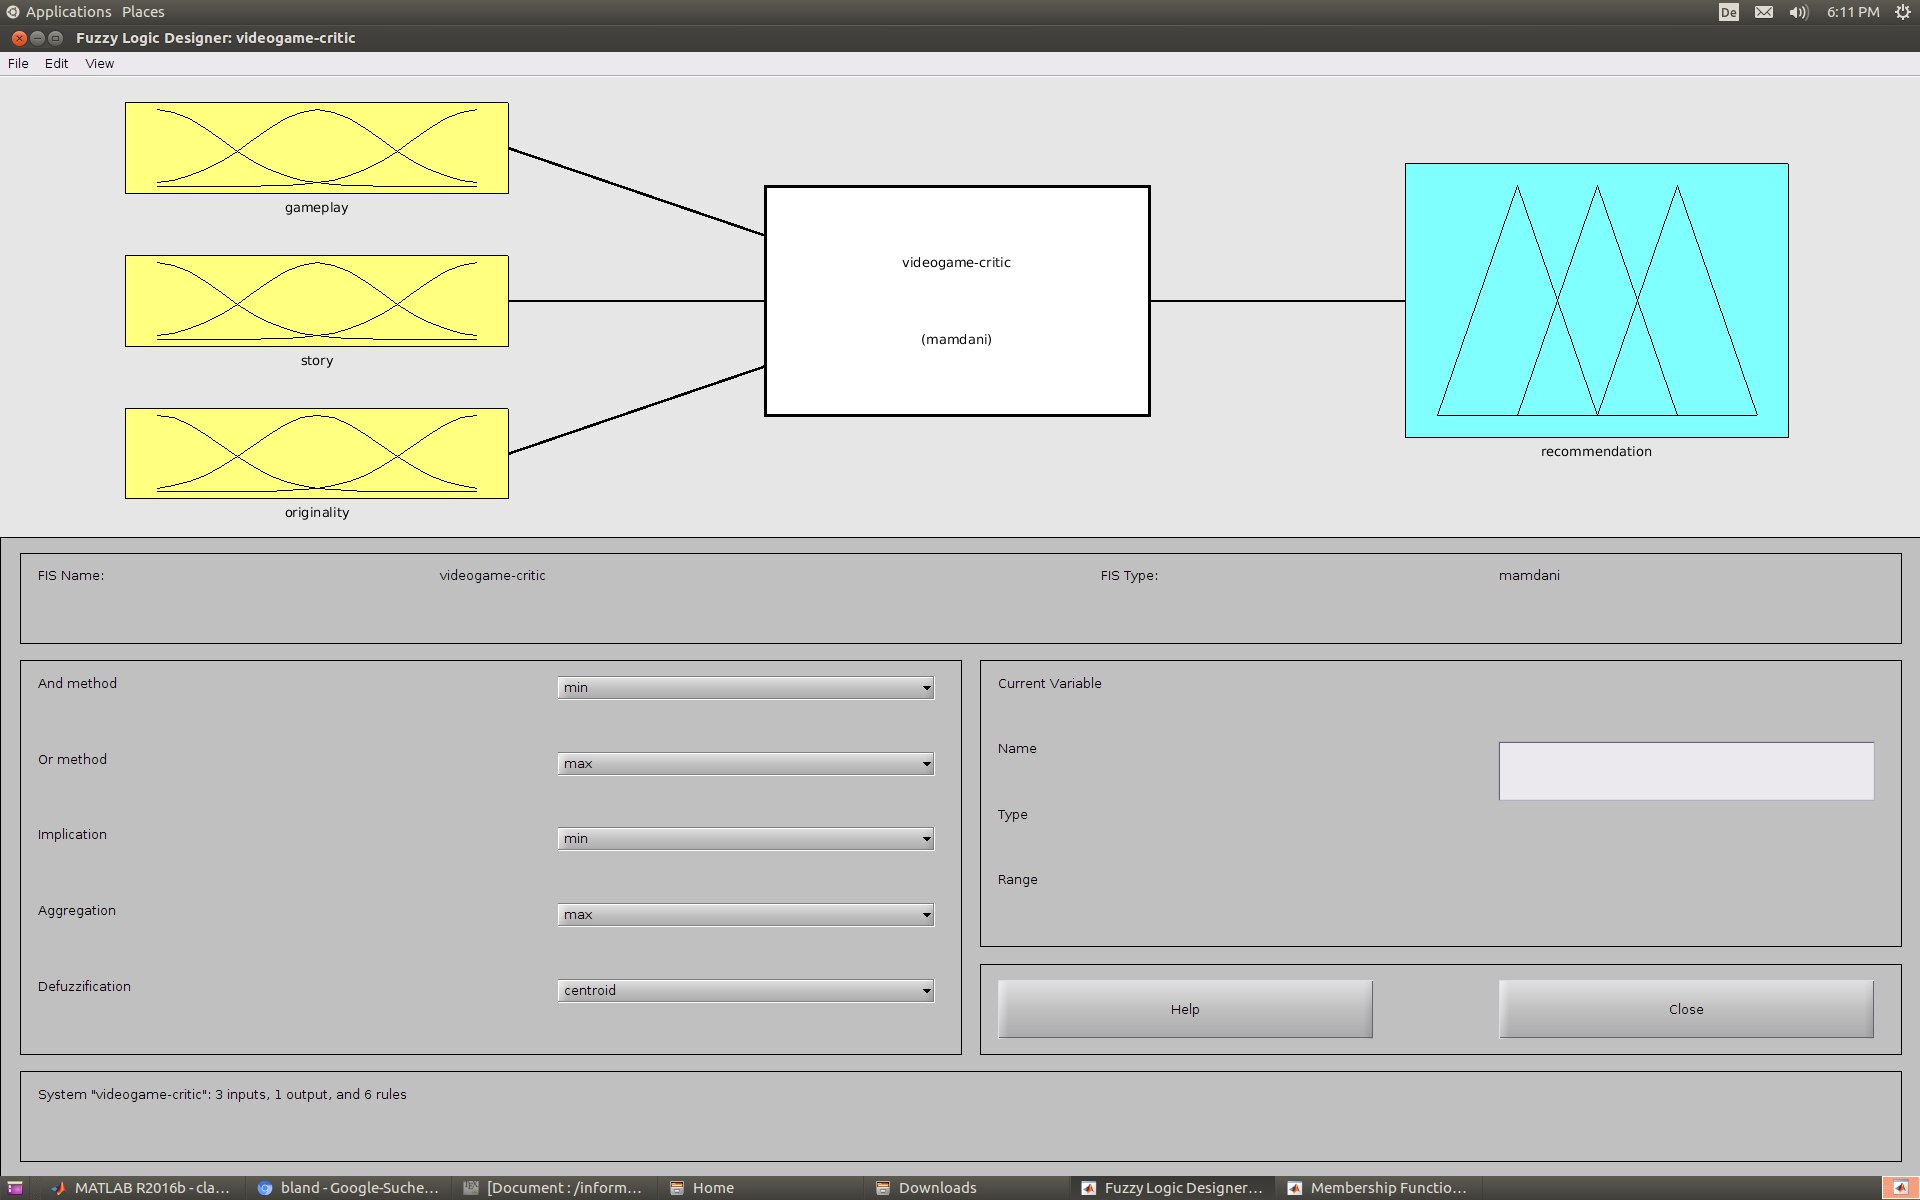 Applications Places De 6:11 PM
Fuzzy Logic Designer: videogame-critic
File Edit View
gameplay
story
originality
videogame-critic
(mamdani)
recommendation
FIS Name: videogame-critic FIS Type: mamdani
And method min
Or method max
Implication min
Aggregation max
Defuzzification centroid
Current Variable
Name
Type
Range
Help Close
System "videogame-critic": 3 inputs, 1 output, and 6 rules
MATLAB R2016b - cla... bland - Google-Suche... [Document : /inform... Home Downloads Fuzzy Logic Designer... Membership Functio...